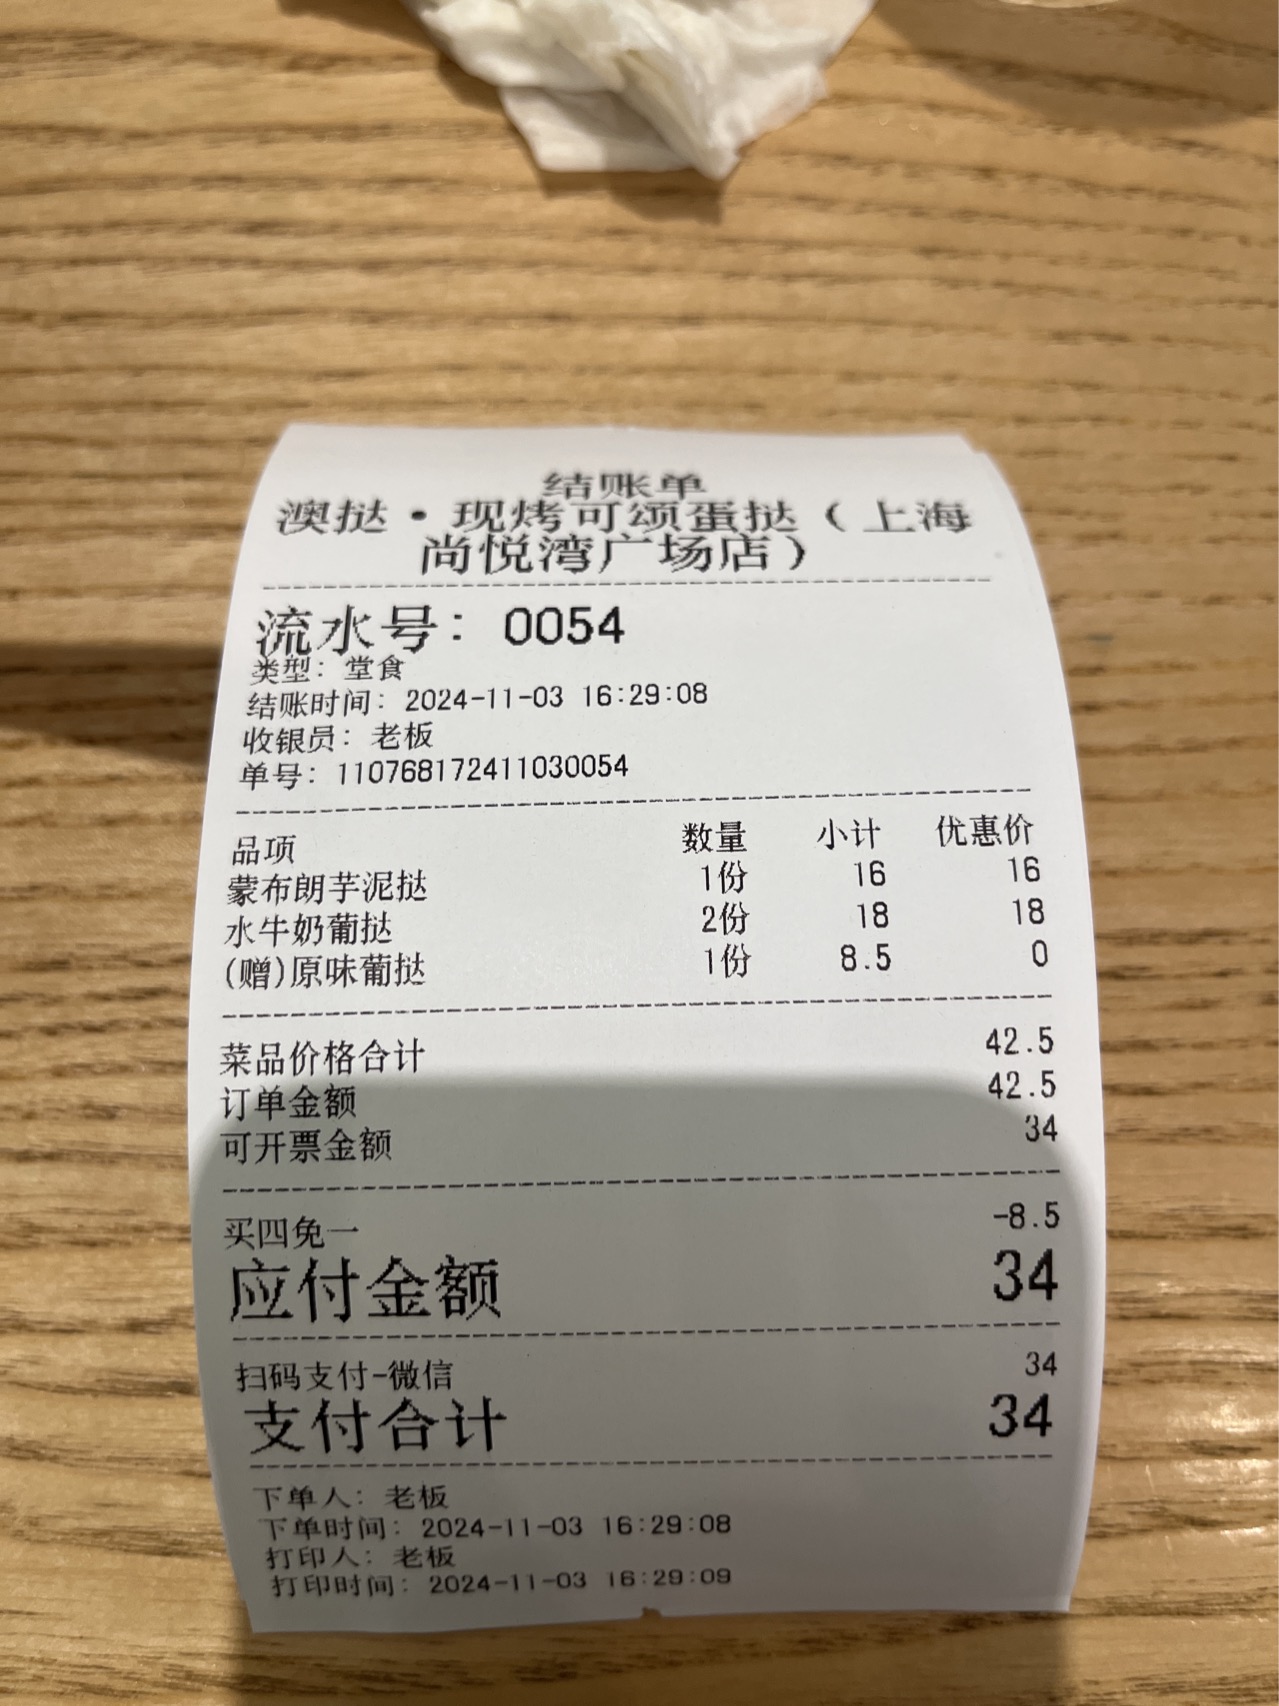 结账单
澳挞·现烤可颂蛋挞（上海
尚悦湾广场店）
流水号: 0054
类型: 堂食
结账时间: 2024-11-03 16:29:08
收银员: 老板
单号: 110768172411030054
品项 数量 小计 优惠价
蒙布朗芋泥挞 1份 16 16
水牛奶葡挞 2份 18 18
(赠)原味葡挞 1份 8.5 0
菜品价格合计 42.5
订单金额 42.5
可开票金额 34
买四免一 -8.5
应付金额 34
扫码支付-微信 34
支付合计 34
下单人: 老板
下单时间: 2024-11-03 16:29:08
打印人: 老板
打印时间: 2024-11-03 16:29:09